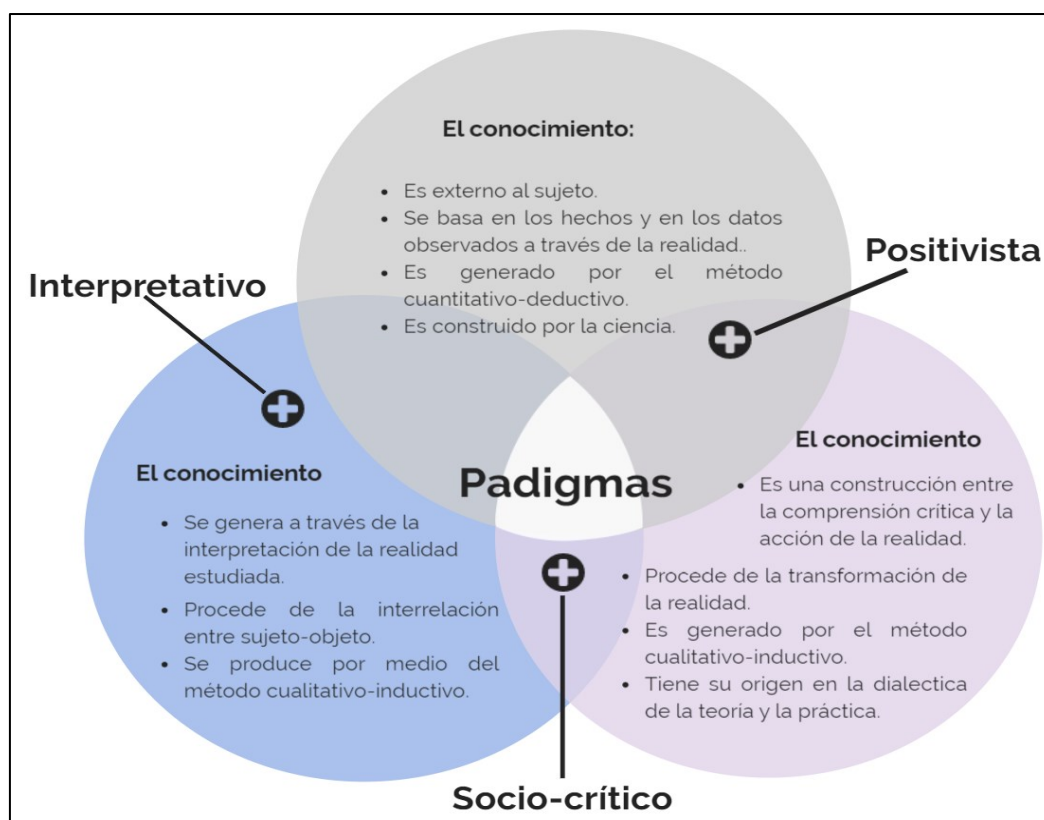 El conocimiento:
• Es externo al sujeto.
• Se basa en los hechos y en los datos
observados a través de la realidad..
• Es generado por el método
cuantitativo-deductivo.
• Es construido por la ciencia.
Positivista
Interpretativo
El conocimiento
• Se genera a través de la
interpretación de la realidad
estudiada.
• Procede de la interrelación
entre sujeto-objeto.
• Se produce por medio del
método cualitativo-inductivo.
Padigmas
El conocimiento
• Es una construcción entre
la comprensión crítica y la
acción de la realidad.
• Procede de la transformación de
la realidad.
• Es generado por el método
cualitativo-inductivo.
• Tiene su origen en la dialectica
de la teoría y la práctica.
Socio-crítico